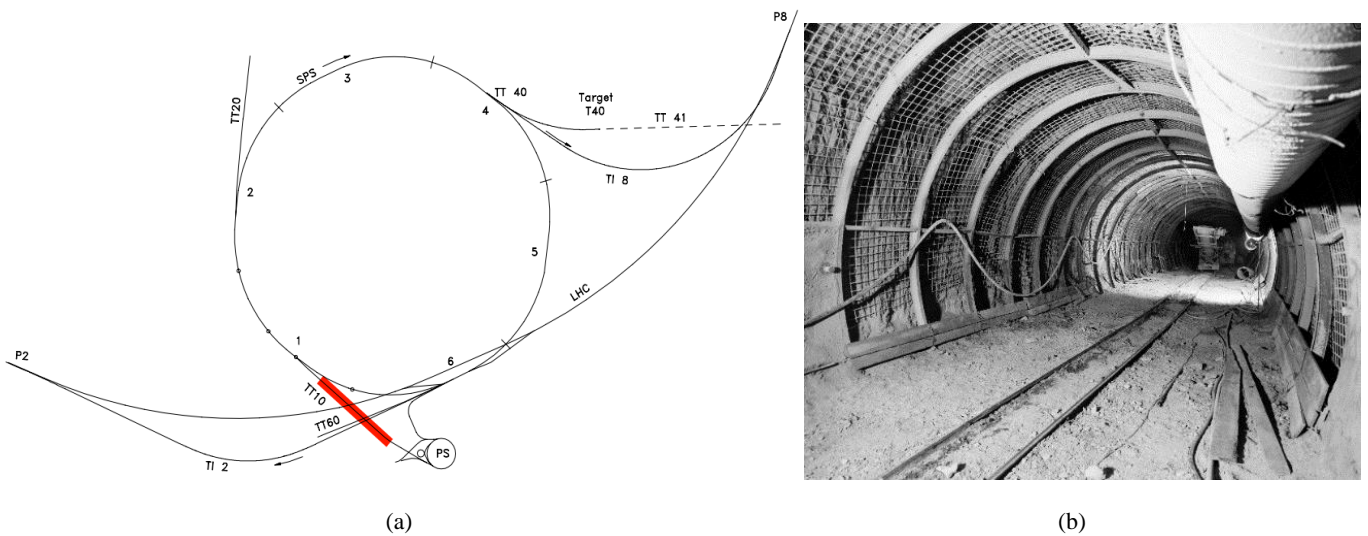 P8
SPS
3
TT20
TT 40
4
Target
T40
TT 41
TI 8
2
5
LHC
1
P2
6
TT10
TT60
TI 2
PS
(a)
(b)